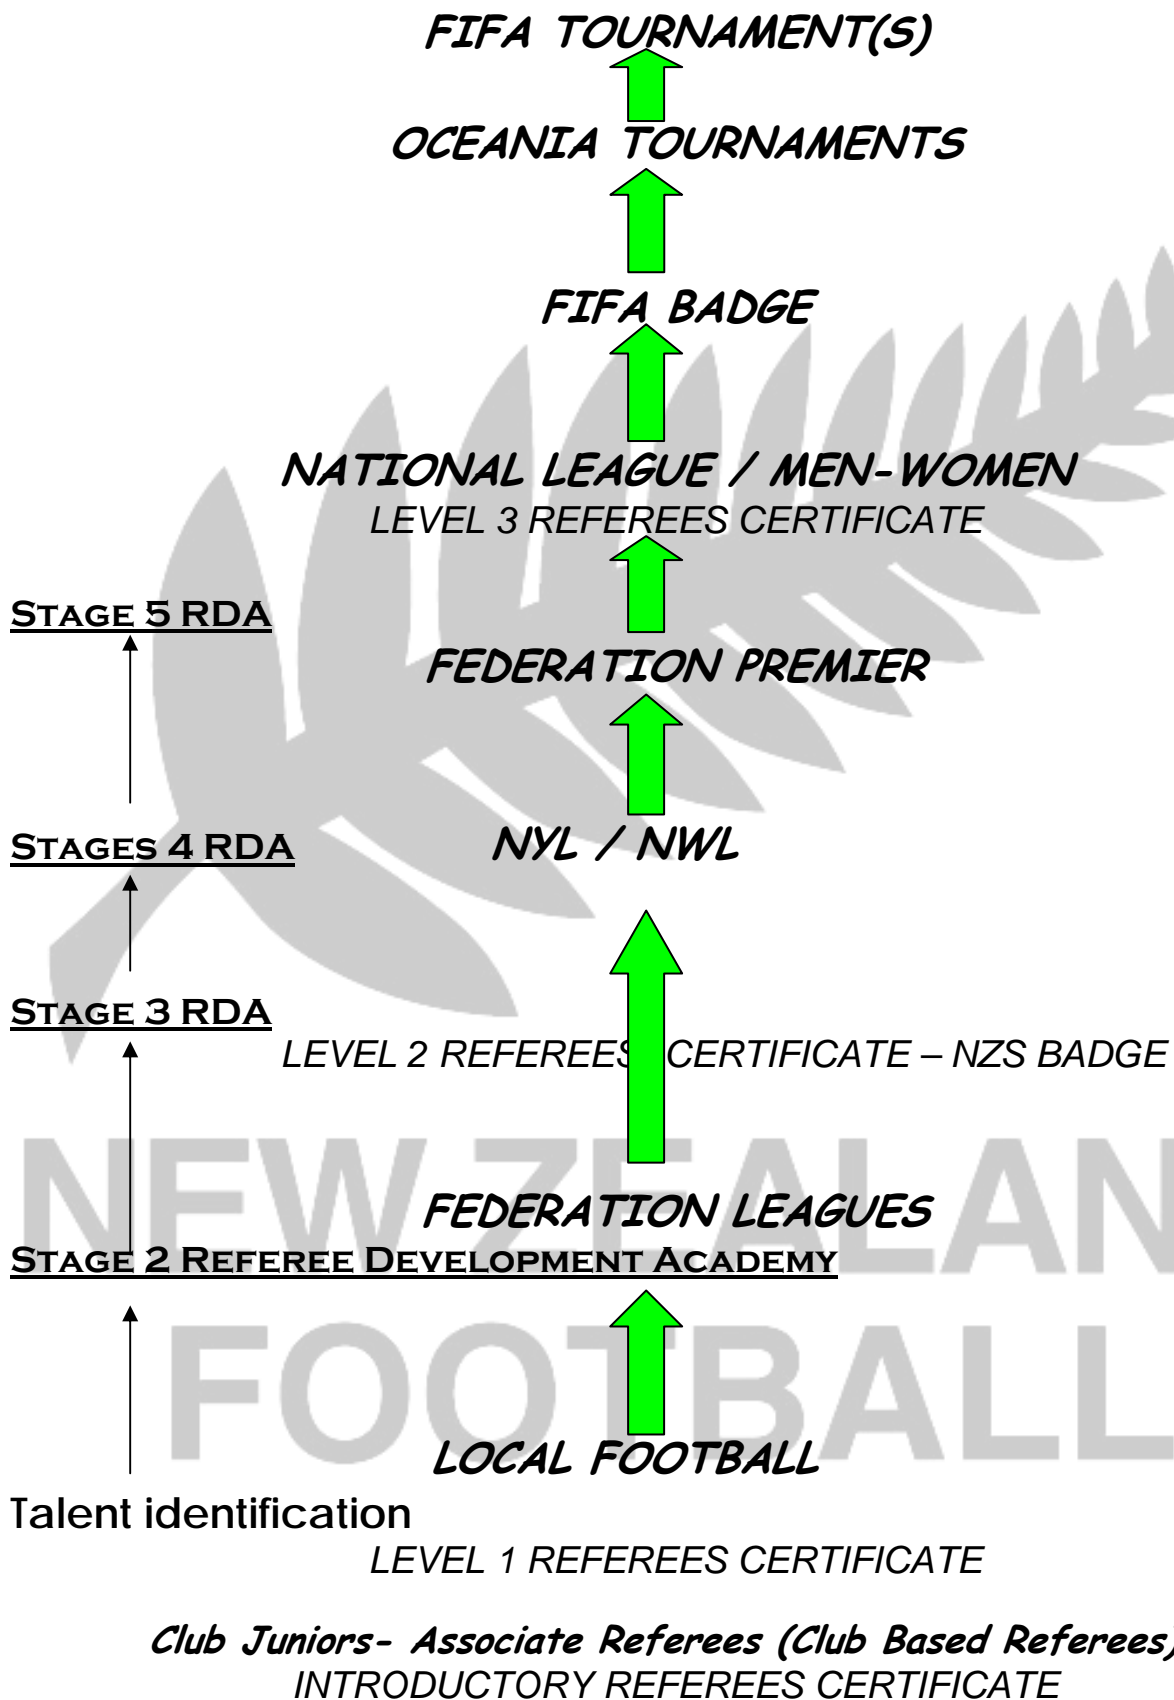 FIFA TOURNAMENT(S)
OCEANIA TOURNAMENTS
FIFA BADGE
NATIONAL LEAGUE / MEN-WOMEN
LEVEL 3 REFEREES CERTIFICATE
STAGE 5 RDA
FEDERATION PREMIER
STAGES 4 RDA
NYL / NWL
STAGE 3 RDA
LEVEL 2 REFEREES CERTIFICATE – NZS BADGE
NEW ZEALAN
FEDERATION LEAGUES
STAGE 2 REFEREE DEVELOPMENT ACADEMY
FOOTBALL
LOCAL FOOTBALL
Talent identification
LEVEL 1 REFEREES CERTIFICATE
Club Juniors- Associate Referees (Club Based Referees)
INTRODUCTORY REFEREES CERTIFICATE